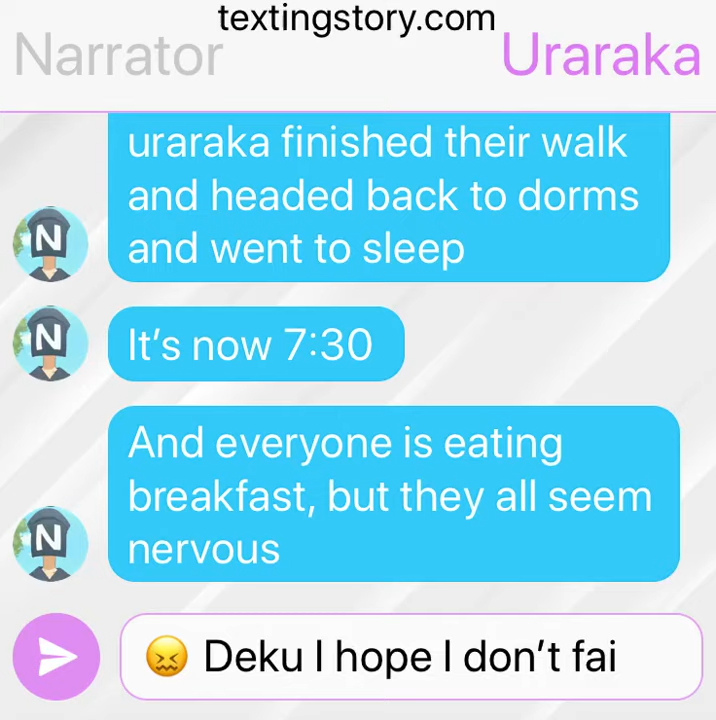 textingstory.com
Narrator Uraraka
uraraka finished their walk
and headed back to dorms
and went to sleep
N
It’s now 7:30
N
And everyone is eating
breakfast, but they all seem
nervous
N
😖 Deku I hope I don’t fai